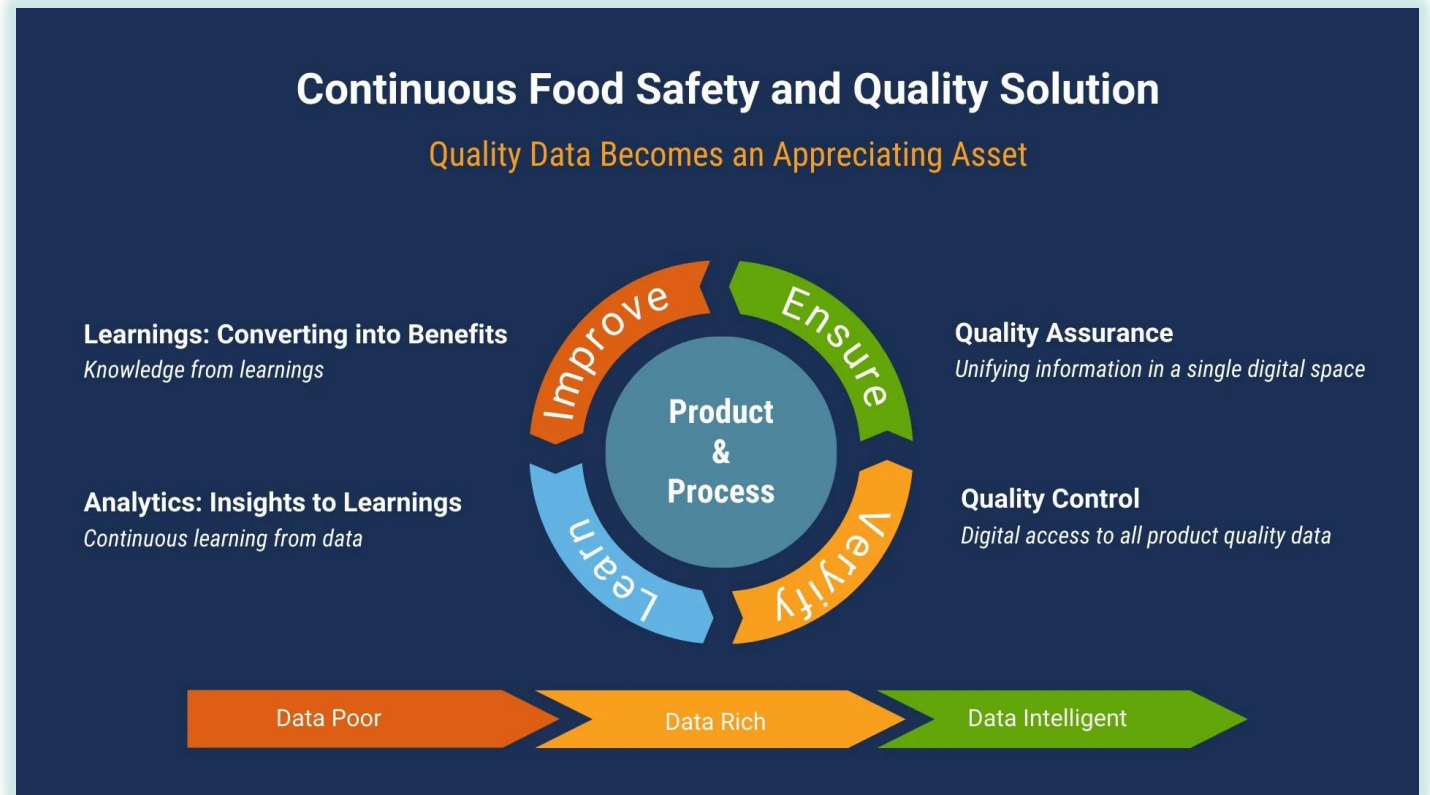 Continuous Food Safety and Quality Solution
Quality Data Becomes an Appreciating Asset
Improve
Ensure
Learnings: Converting into Benefits
Knowledge from learnings
Quality Assurance
Unifying information in a single digital space
Product
&
Process
Analytics: Insights to Learnings
Continuous learning from data
Quality Control
Digital access to all product quality data
Learn
Veryify
Data Poor
Data Rich
Data Intelligent